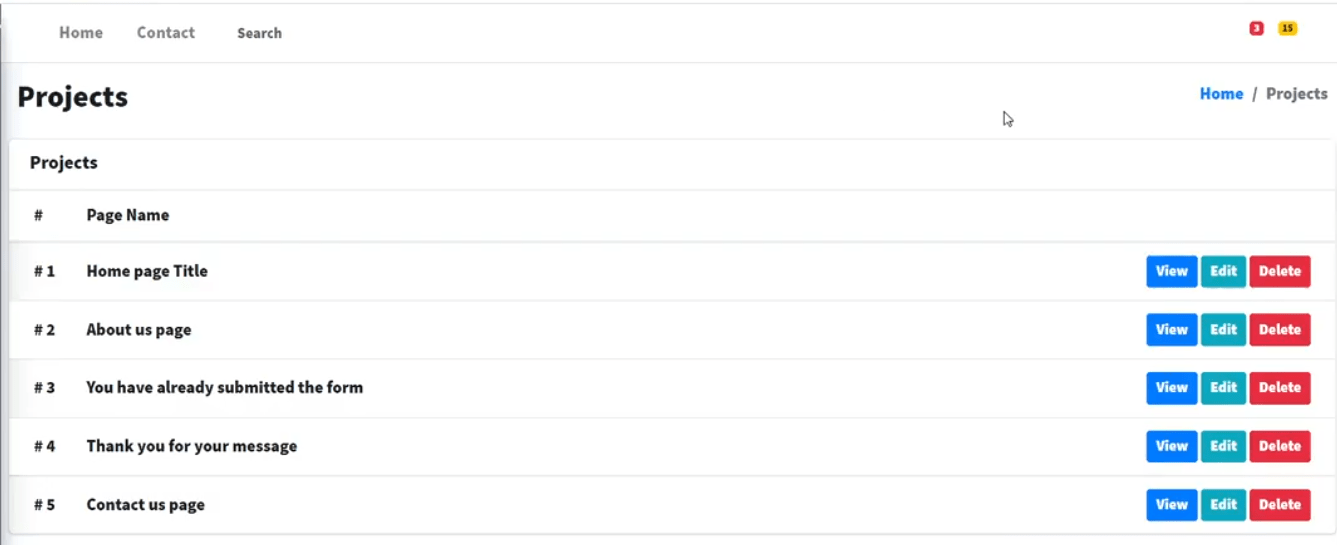 Home Contact Search 3 15
Projects Home / Projects
Projects
# Page Name
# 1 Home page Title View Edit Delete
# 2 About us page View Edit Delete
# 3 You have already submitted the form View Edit Delete
# 4 Thank you for your message View Edit Delete
# 5 Contact us page View Edit Delete